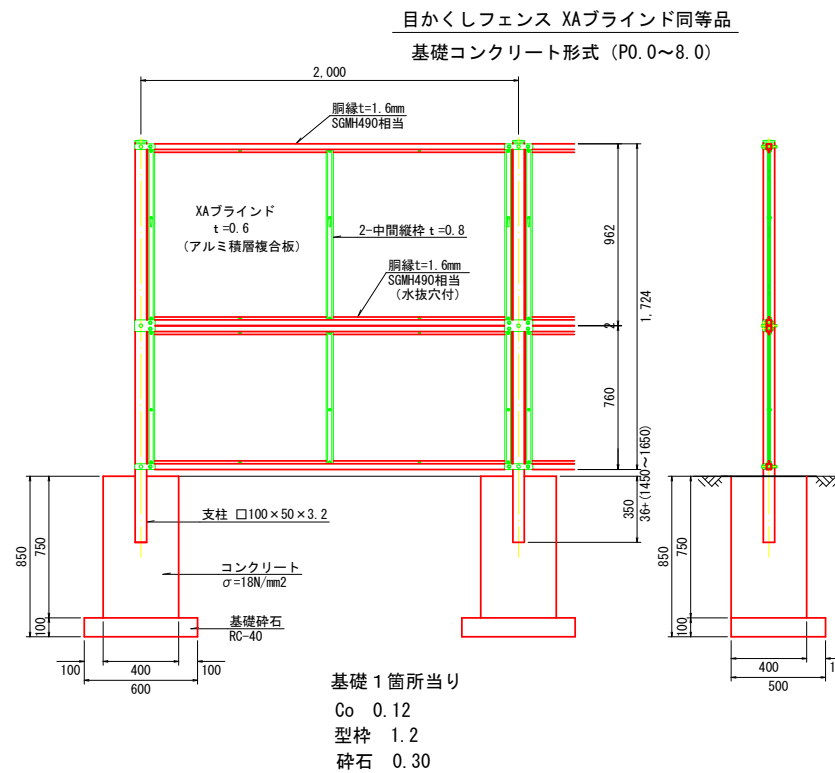 目かくしフェンス XAブラインド同等品
基礎コンクリート形式 (P0.0～8.0)
2,000
胴縁t=1.6mm
SGMH490相当
XAブラインド
t=0.6
(アルミ積層複合板)
2-中間縦枠 t=0.8
胴縁t=1.6mm
SGMH490相当
(水抜穴付)
962
2
1,724
760
350
36+(1450～1650)
支柱 □100×50×3.2
コンクリート
σ=18N/mm2
基礎砕石
RC-40
850
750
100
100
400
100
600
850
750
100
400
500
1
基礎１箇所当り
Co 0.12
型枠 1.2
砕石 0.30